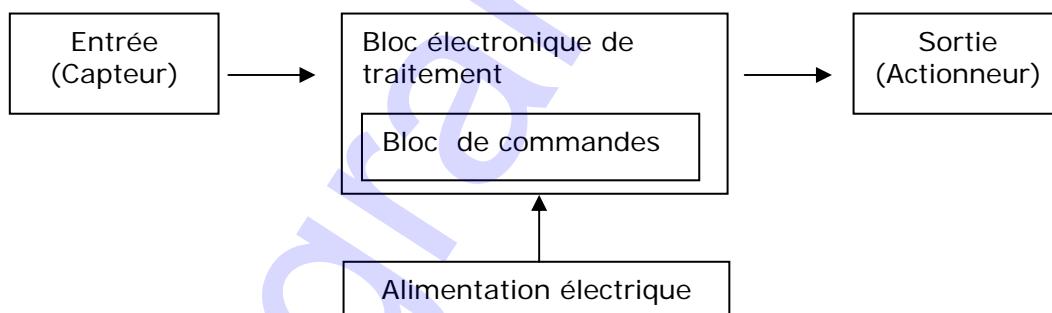 Entrée
(Capteur)
Bloc électronique de
traitement
Bloc de commandes
Sortie
(Actionneur)
Alimentation électrique